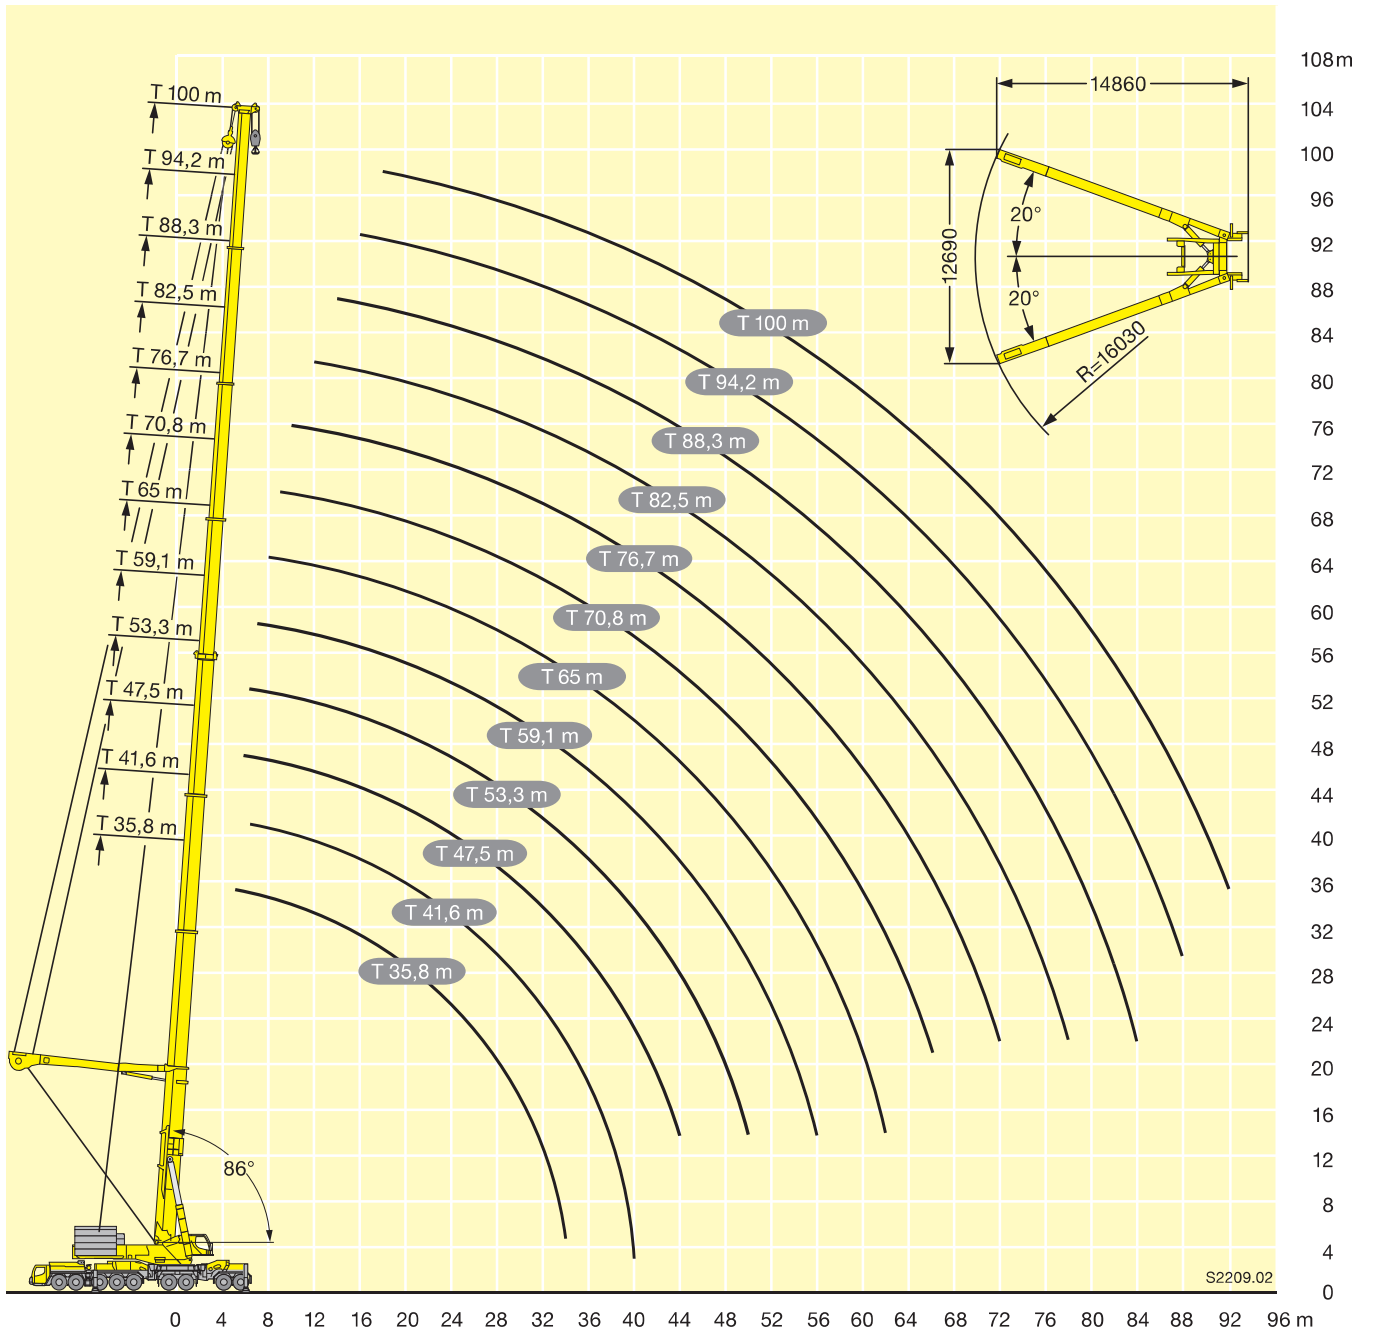 108 m
T 100 m
14860
104
T 94,2 m
100
96
20°
T 88,3 m
12690
92
T 82,5 m
20°
88
T 100 m
84
T 76,7 m
R=16030
T 94,2 m
80
T 70,8 m
T 88,3 m
76
72
T 65 m
T 82,5 m
68
T 59,1 m
T 76,7 m
64
T 53,3 m
T 70,8 m
60
56
T 47,5 m
T 65 m
52
T 59,1 m
48
T 41,6 m
T 53,3 m
44
T 35,8 m
40
T 47,5 m
36
T 41,6 m
32
T 35,8 m
28
24
20
16
86°
12
8
4
S2209.02
0
0 4 8 12 16 20 24 28 32 36 40 44 48 52 56 60 64 68 72 76 80 84 88 92 96 m